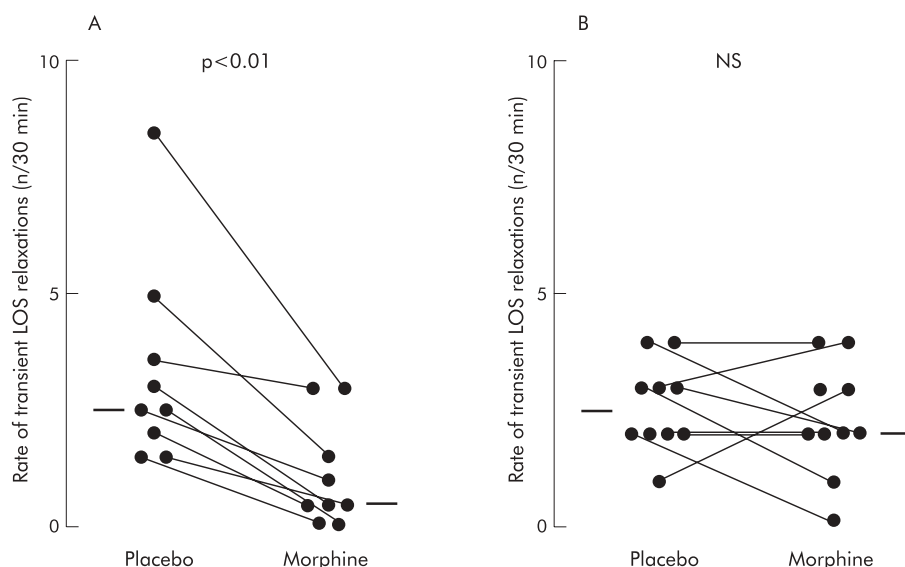 A
p<0.01
10
5
0
Rate of transient LOS relaxations (n/30 min)
Placebo
Morphine
B
NS
10
5
0
Rate of transient LOS relaxations (n/30 min)
Placebo
Morphine